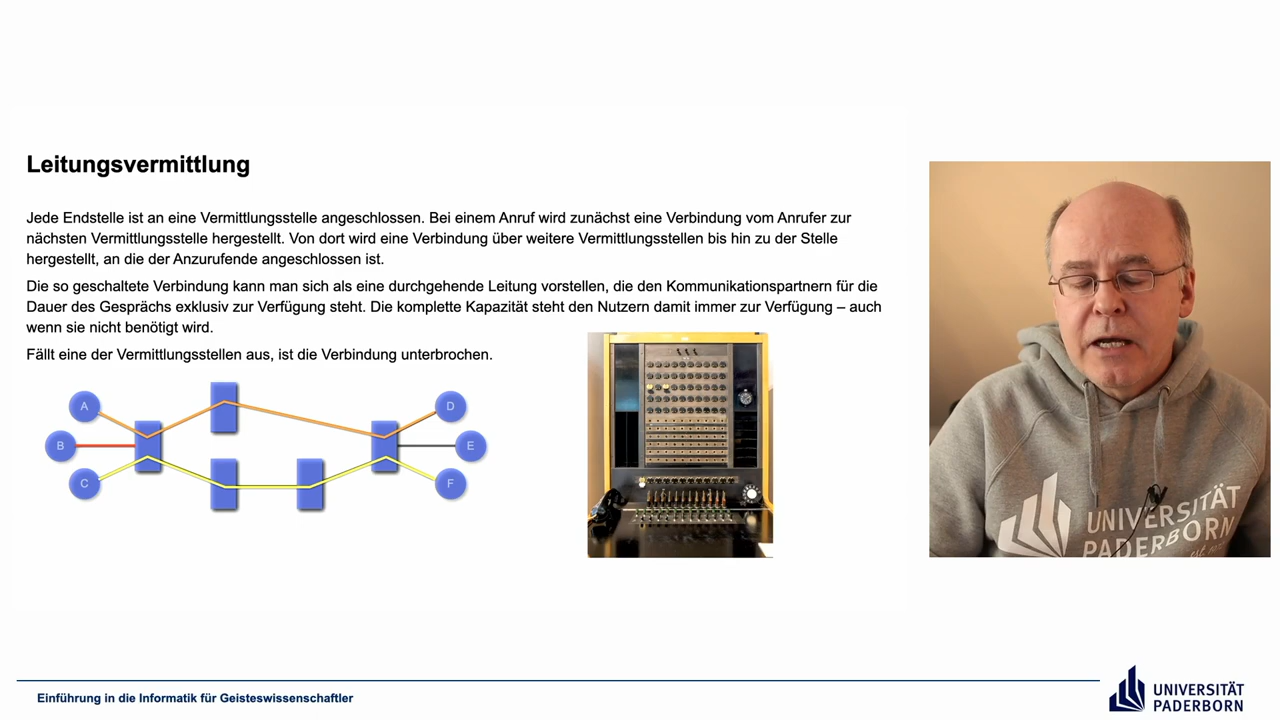 Leitungsvermittlung
Jede Endstelle ist an eine Vermittlungsstelle angeschlossen. Bei einem Anruf wird zunächst eine Verbindung vom Anrufer zur
nächsten Vermittlungsstelle hergestellt. Von dort wird eine Verbindung über weitere Vermittlungsstellen bis hin zu der Stelle
hergestellt, an die der Anzurufende angeschlossen ist.
Die so geschaltete Verbindung kann man sich als eine durchgehende Leitung vorstellen, die den Kommunikationspartnern für die
Dauer des Gesprächs exklusiv zur Verfügung steht. Die komplette Kapazität steht den Nutzern damit immer zur Verfügung – auch
wenn sie nicht benötigt wird.
Fällt eine der Vermittlungsstellen aus, ist die Verbindung unterbrochen.
A
B
C
D
E
F
UNIVERSITÄT
PADERBORN
est.
Einführung in die Informatik für Geisteswissenschaftler
UNIVERSITÄT
PADERBORN